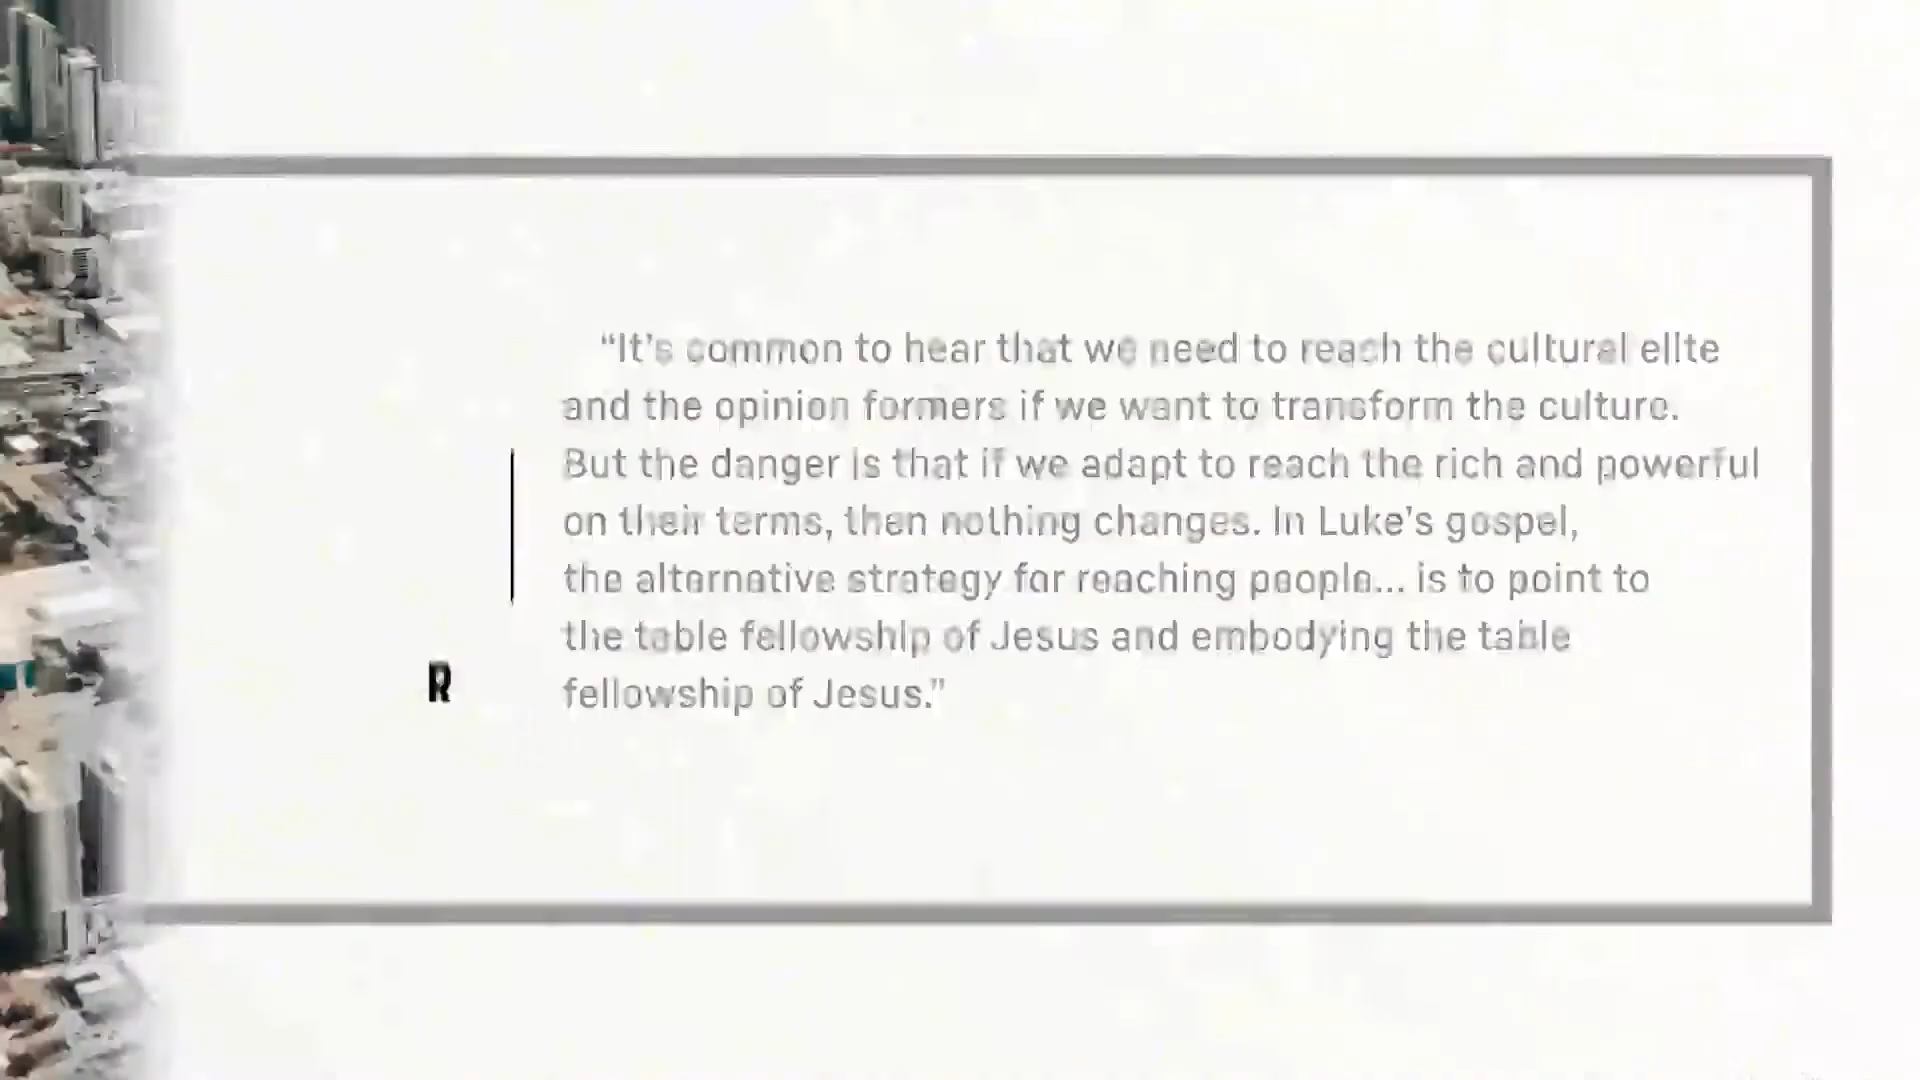 “It’s common to hear that we need to reach the cultural elite
and the opinion formers if we want to transform the culture.
But the danger is that if we adapt to reach the rich and powerful
on their terms, then nothing changes. In Luke’s gospel,
the alternative strategy for reaching people... is to point to
the table fellowship of Jesus and embodying the table
fellowship of Jesus.”
R